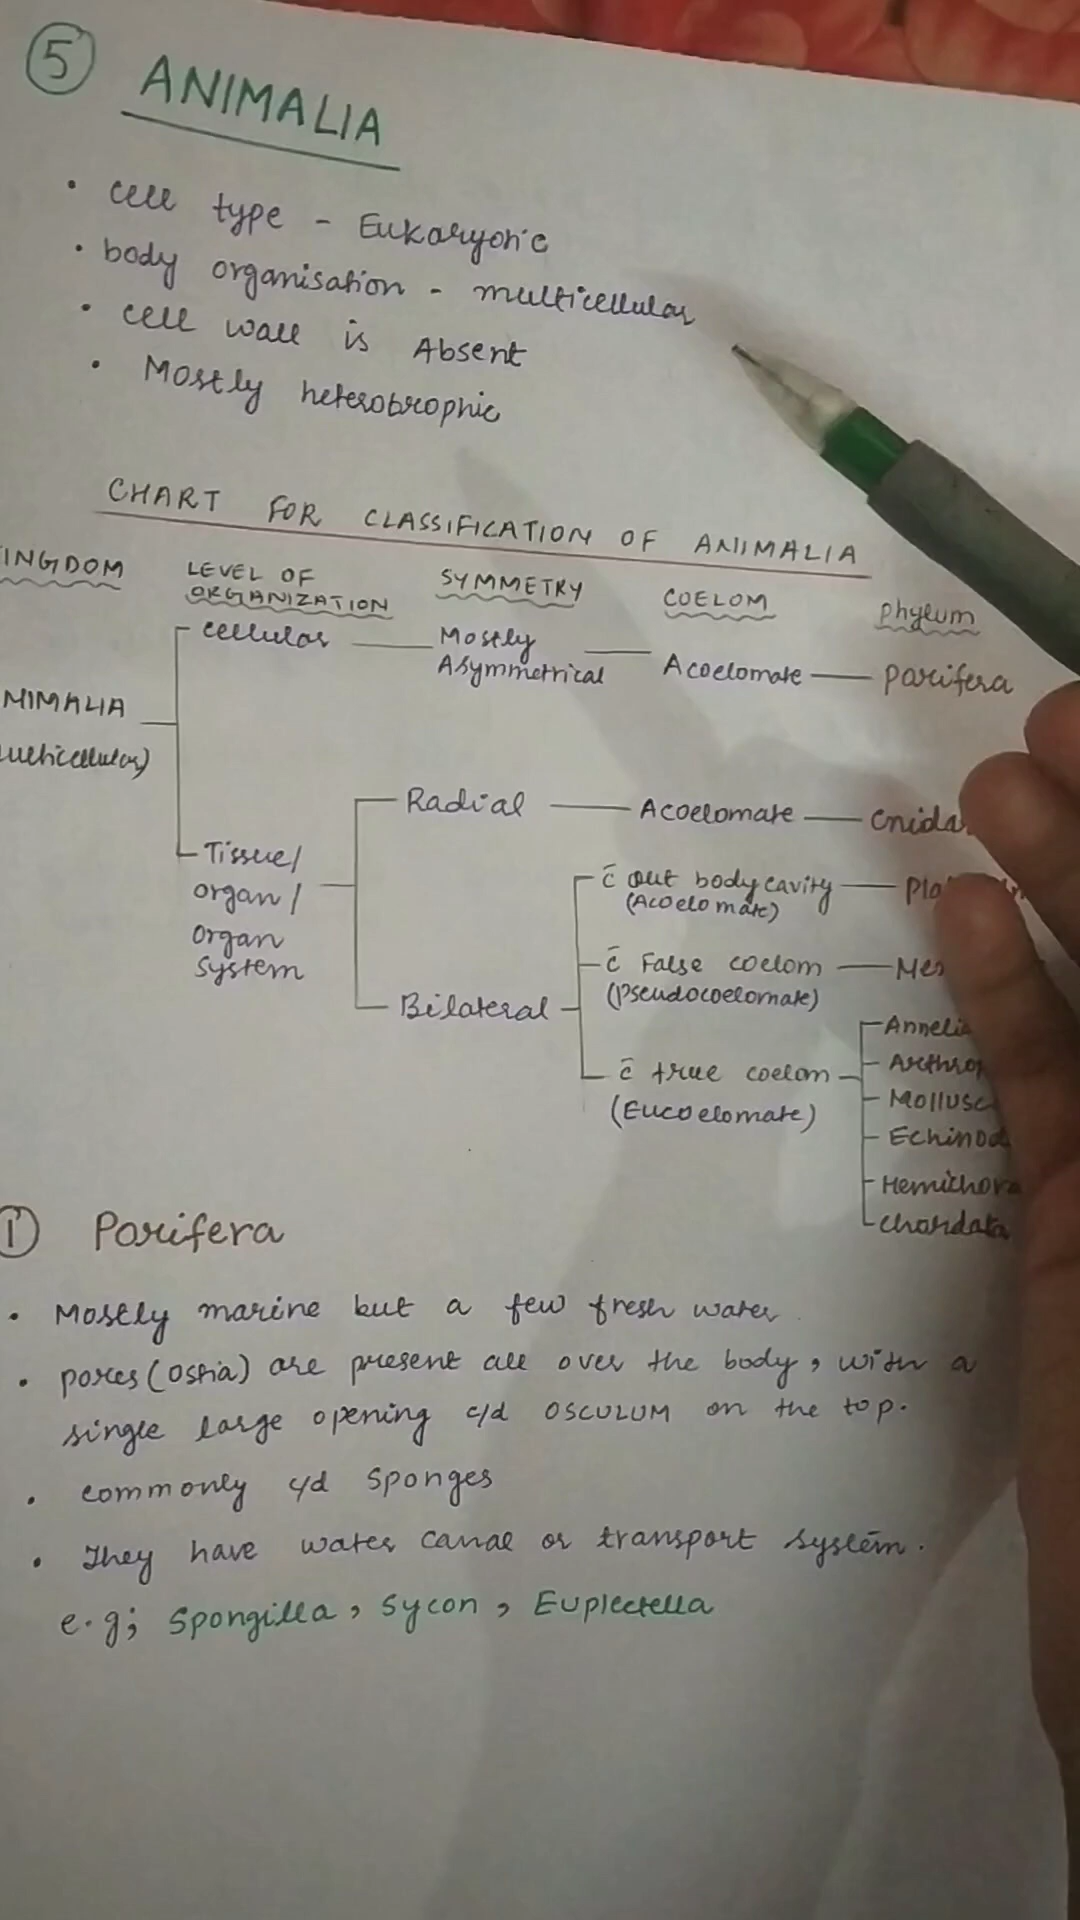 5 ANIMALIA
• cell type - Eukaryotic
• body organisation - multicellular
• cell wall is Absent
• Mostly heterotrophic
CHART FOR CLASSIFICATION OF ANIMALIA
INGDOM LEVEL OF ORGANIZATION SYMMETRY COELOM Phylum
cellular Mostly Asymmetrical Acoelomate Porifera
NIMALIA
ulticellular)
Radial Acoelomate Cnida
Tissue/
organ/
organ
system
c̄ out body cavity
(Acoelomate)
c̄ False coelom
(Pseudocoelomate)
Bilateral
c̄ true coelom
(Eucoelomate)
Pla
Mes
Anneli
Arthrop
Mollusc
Echinod
Hemichor
Chordata
1 Porifera
• Mostly marine but a few fresh water
• pores (ostia) are present all over the body, with a
single large opening c/d OSCULUM on the top.
• commonly c/d Sponges
• They have water canal or transport system.
e.g; Spongilla, Sycon, Euplectella